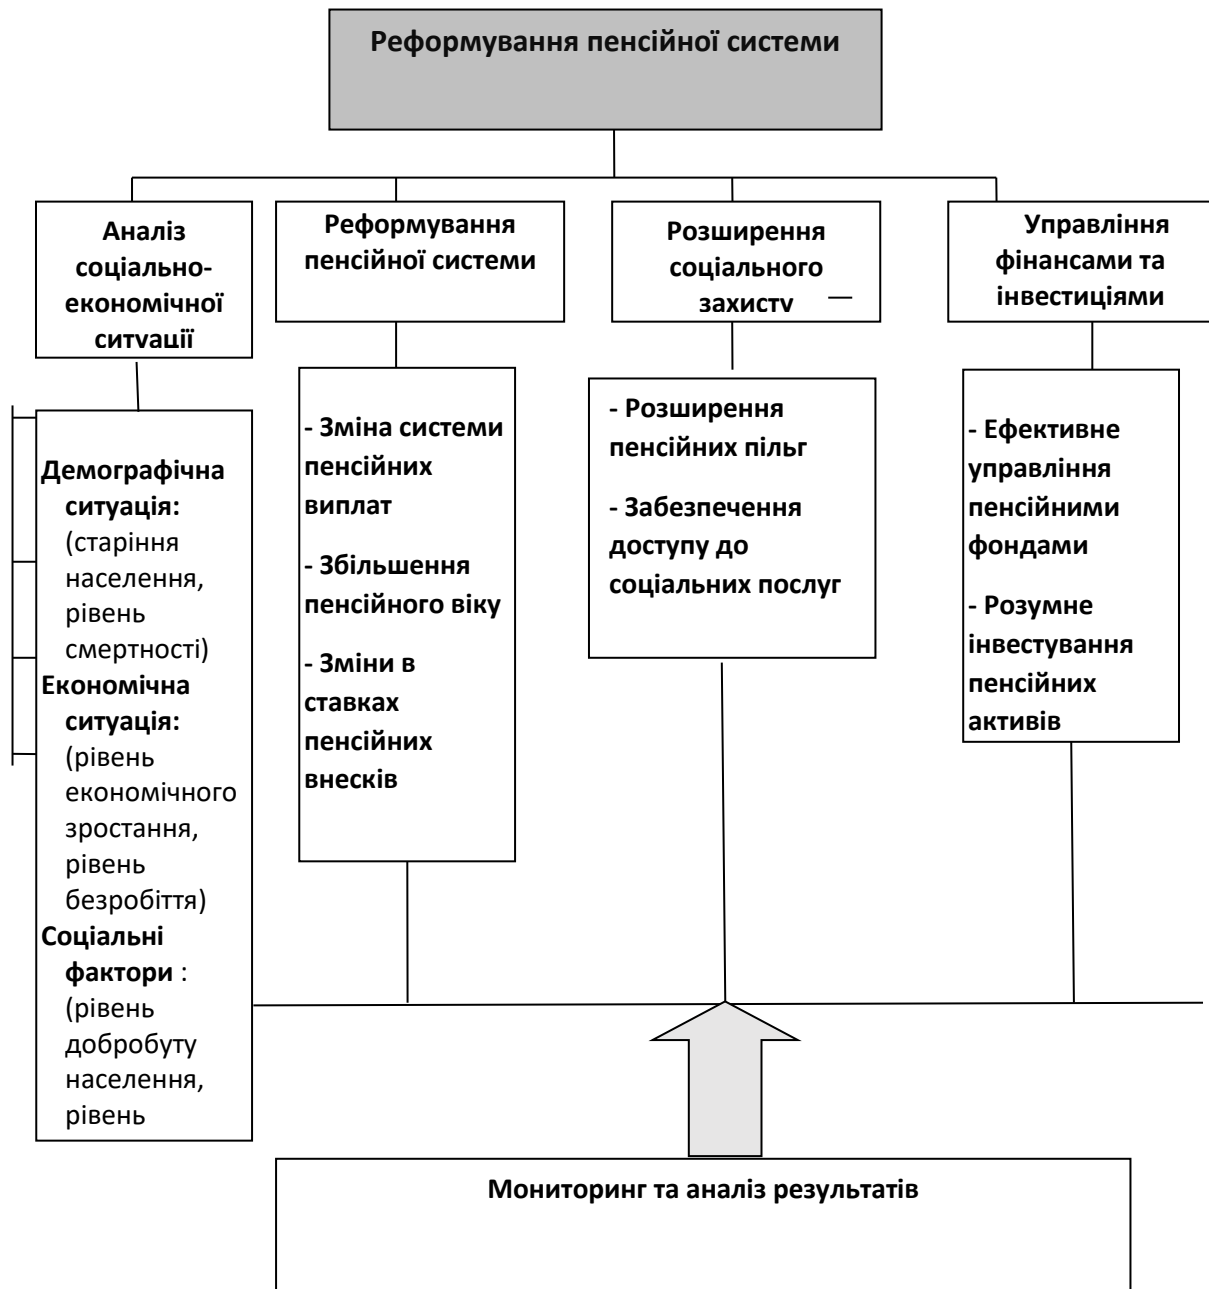 Реформування пенсійної системи
Аналіз
соціально-
економічної
ситуації
Реформування
пенсійної системи
Розширення
соціального
захисту —
Управління
фінансами та
інвестиціями
Демографічна
ситуація:
(старіння
населення,
рівень
смертності)
Економічна
ситуація:
(рівень
економічного
зростання,
рівень
безробіття)
Соціальні
фактори :
(рівень
добробуту
населення,
рівень
- Зміна системи
пенсійних
виплат
- Збільшення
пенсійного віку
- Зміни в
ставках
пенсійних
внесків
- Розширення
пенсійних пільг
- Забезпечення
доступу до
соціальних послуг
- Ефективне
управління
пенсійними
фондами
- Розумне
інвестування
пенсійних
активів
Мониторинг та аналіз результатів